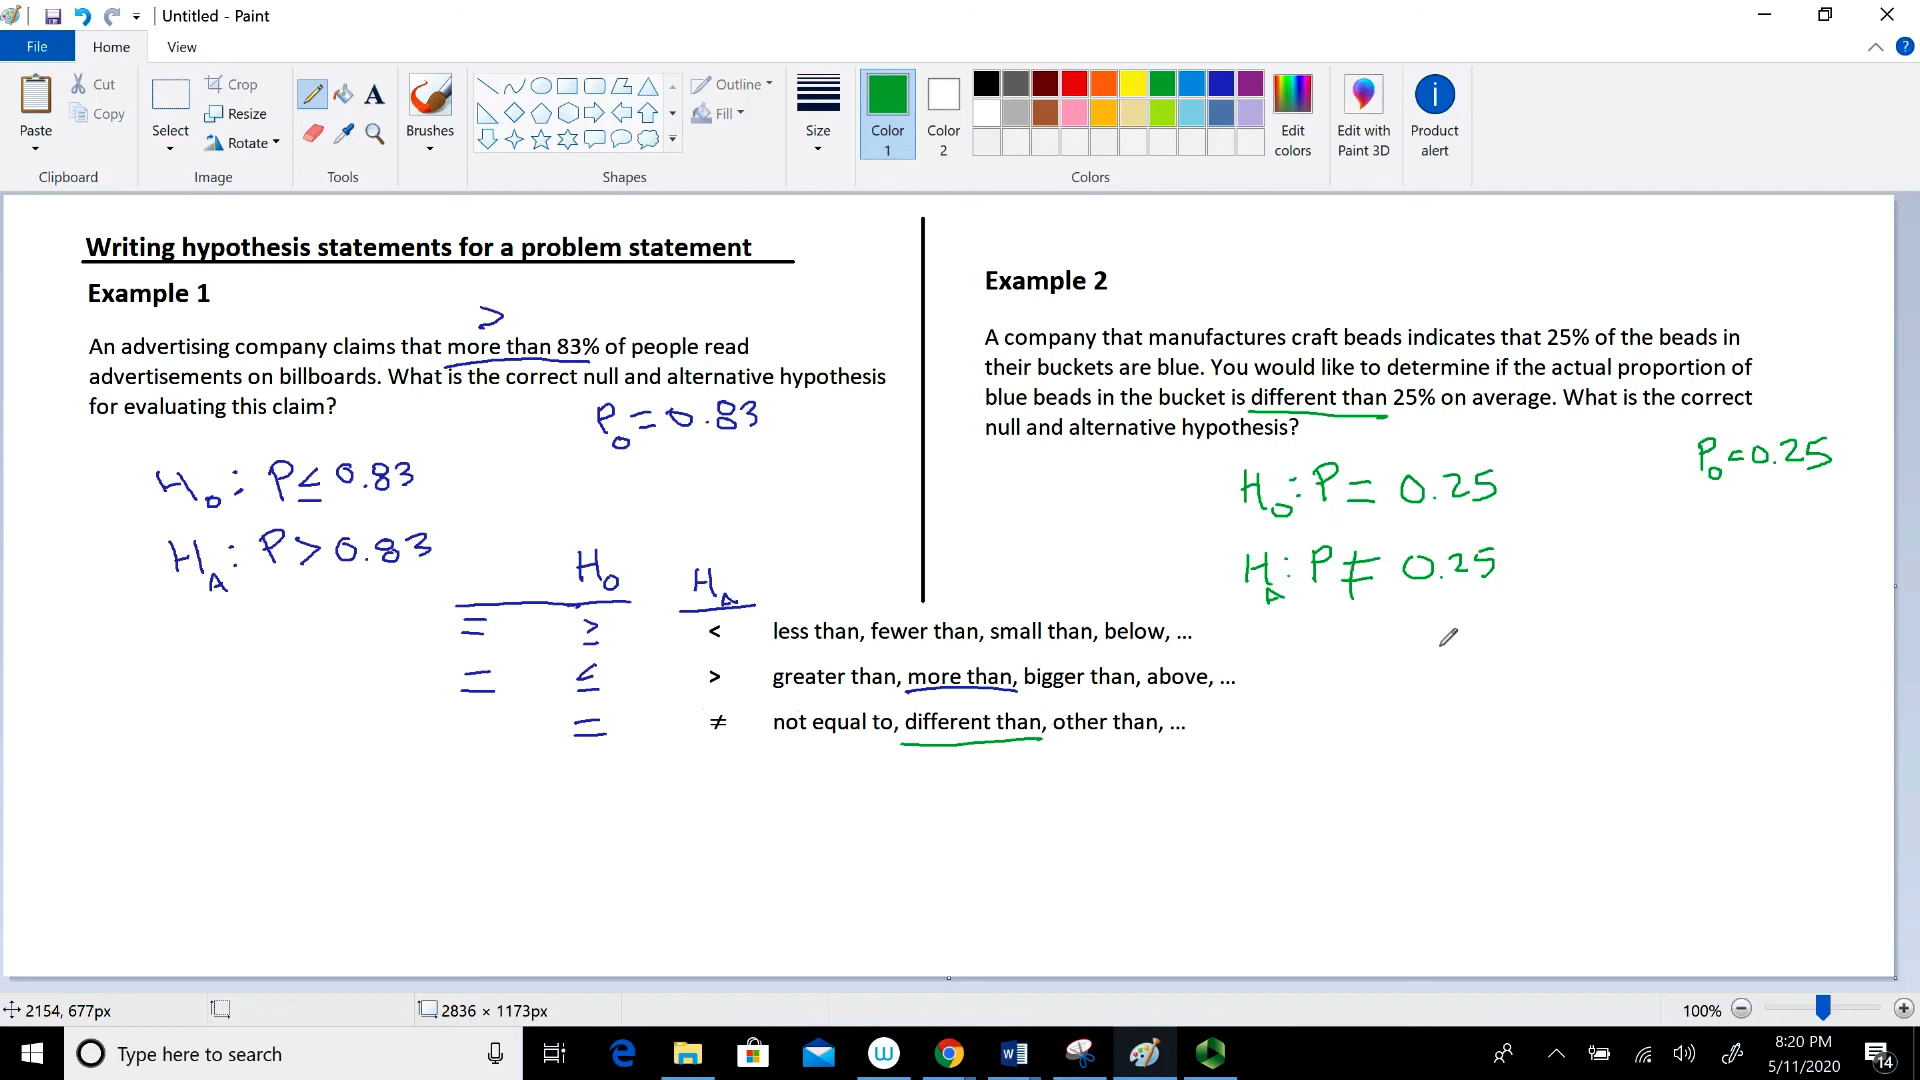 Untitled - Paint
File Home View
Paste
Cut
Copy
Clipboard
Select
Crop
Resize
Rotate
Image
Tools
Brushes
Shapes
Outline
Fill
Size
Color 1
Color 2
Colors
Edit colors
Edit with Paint 3D
Product alert
Writing hypothesis statements for a problem statement
Example 1
>
An advertising company claims that more than 83% of people read
advertisements on billboards. What is the correct null and alternative hypothesis
for evaluating this claim?
P₀ = 0.83
H₀ : P ≤ 0.83
H_A : P > 0.83
Example 2
A company that manufactures craft beads indicates that 25% of the beads in
their buckets are blue. You would like to determine if the actual proportion of
blue beads in the bucket is different than 25% on average. What is the correct
null and alternative hypothesis?
P₀ = 0.25
H₀ : P = 0.25
H_A : P ≠ 0.25
H₀ H_A
= ≥ < less than, fewer than, small than, below, ...
= ≤ > greater than, more than, bigger than, above, ...
= ≠ not equal to, different than, other than, ...
2154, 677px
2836 × 1173px
100%
Type here to search
8:20 PM
5/11/2020
14